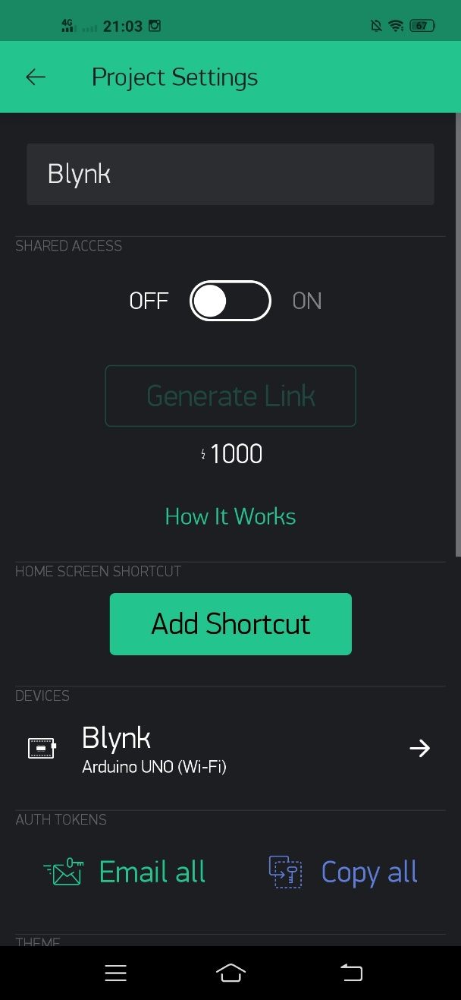 4G 21:03 67
Project Settings
Blynk
SHARED ACCESS
OFF ON
Generate Link
1000
How It Works
HOME SCREEN SHORTCUT
Add Shortcut
DEVICES
Blynk
Arduino UNO (Wi-Fi)
AUTH TOKENS
Email all Copy all
THEME